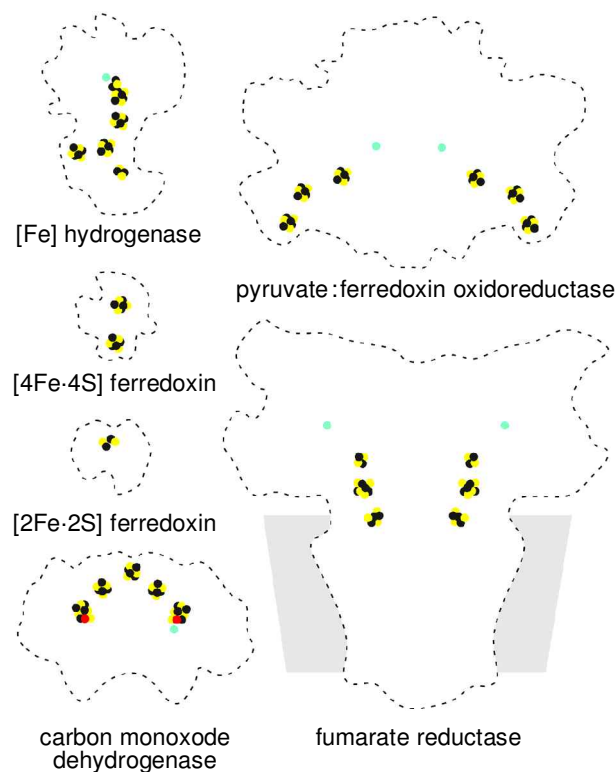 [Fe] hydrogenase
pyruvate:ferredoxin oxidoreductase
[4Fe·4S] ferredoxin
[2Fe·2S] ferredoxin
carbon monoxode
dehydrogenase
fumarate reductase